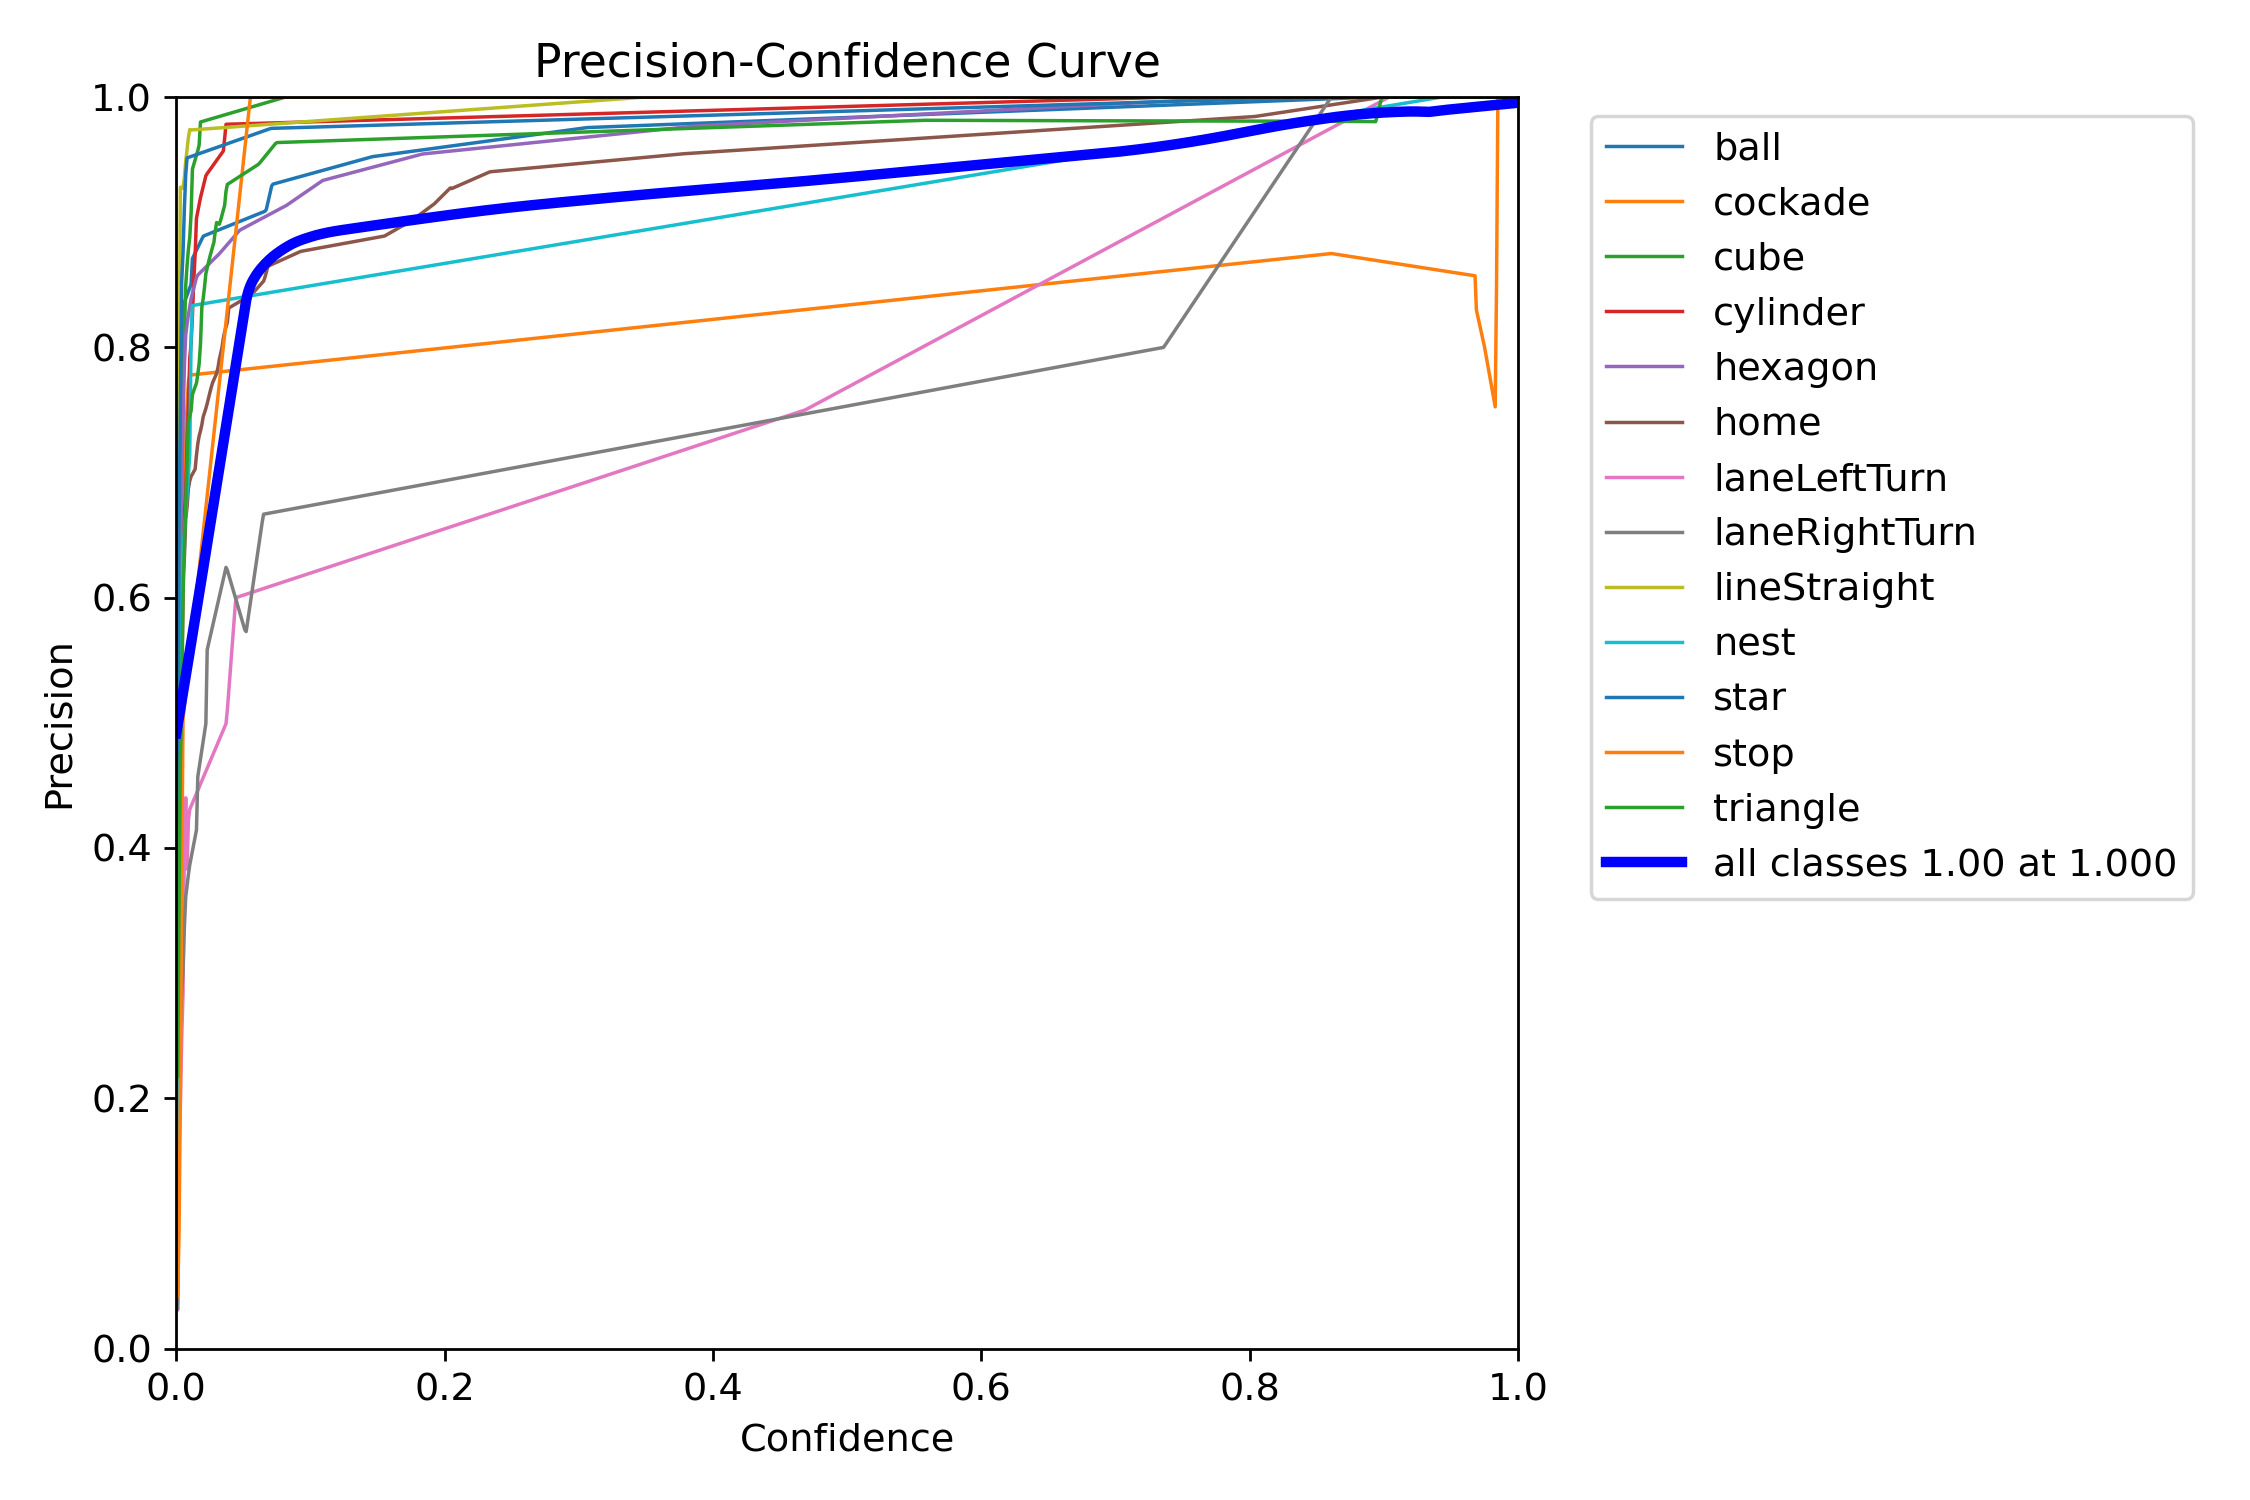 Precision-Confidence Curve
1.0
0.8
0.6
0.4
0.2
0.0
Precision
0.0 0.2 0.4 0.6 0.8 1.0
Confidence
ball
cockade
cube
cylinder
hexagon
home
laneLeftTurn
laneRightTurn
lineStraight
nest
star
stop
triangle
all classes 1.00 at 1.000